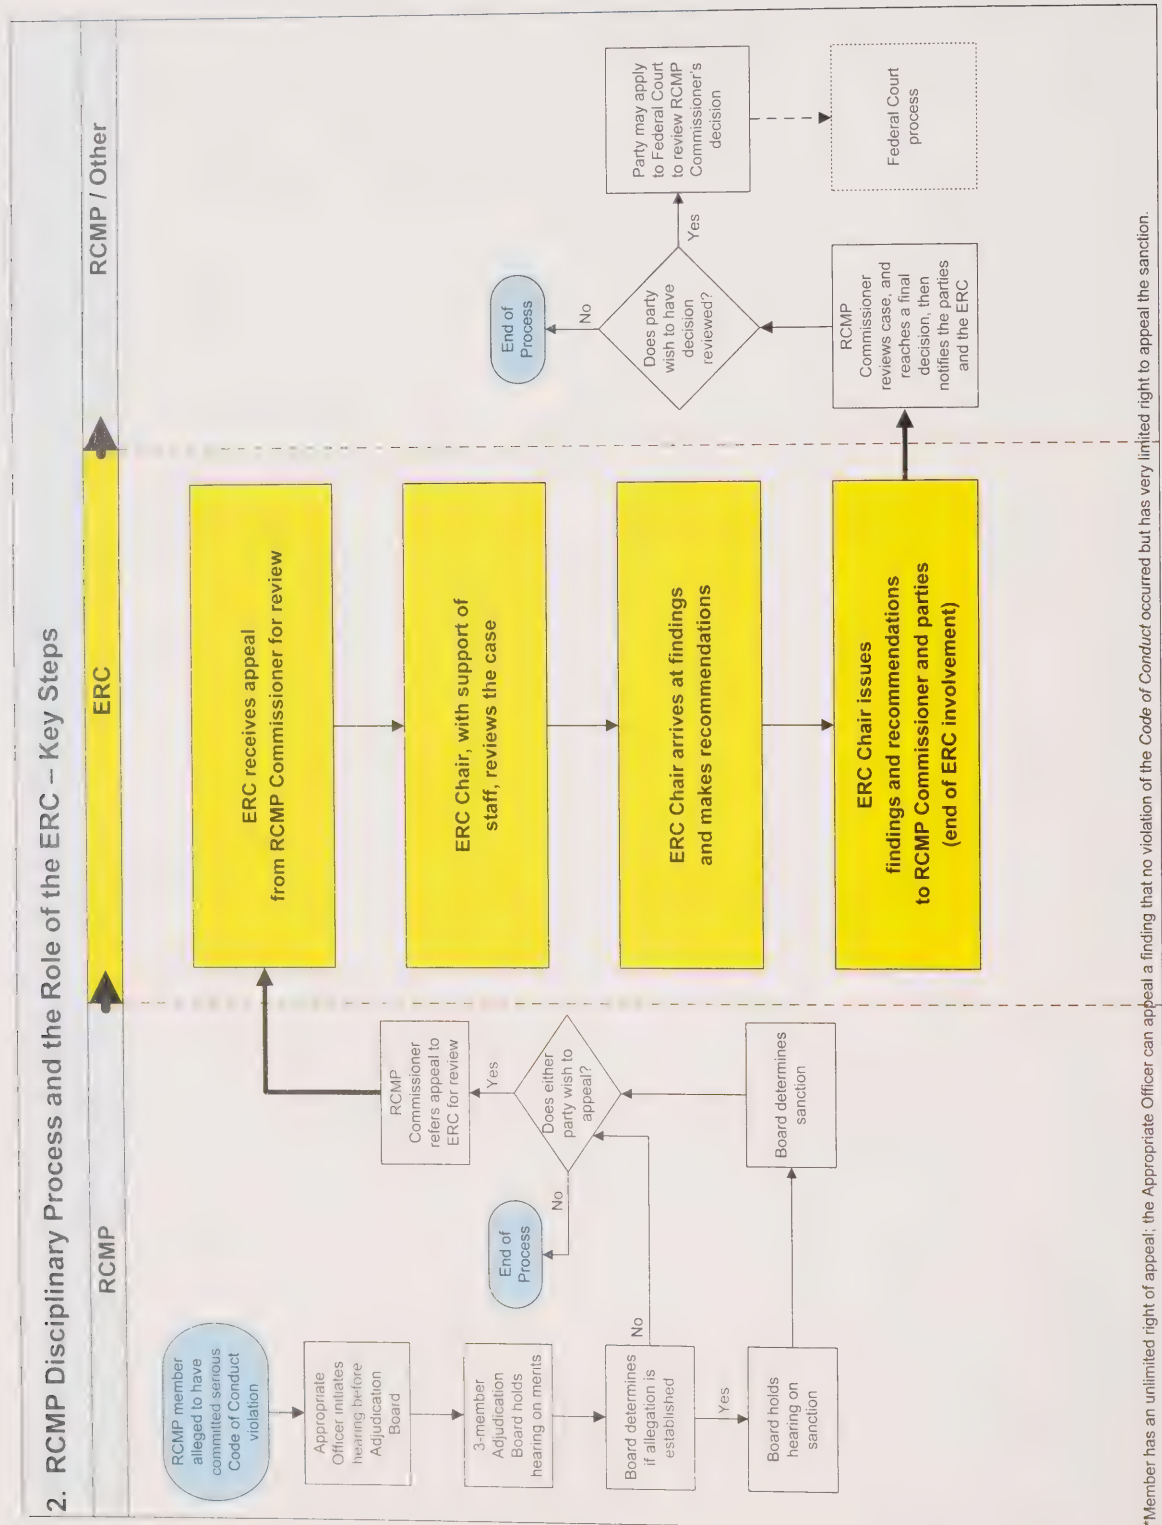 2. RCMP Disciplinary Process and the Role of the ERC – Key Steps
RCMP
ERC
RCMP / Other
RCMP member
alleged to have
committed serious
Code of Conduct
violation
Appropriate
Officer initiates
hearing before
Adjudication
Board
3-member
Adjudication
Board holds
hearing on merits
Board determines
if allegation is
established
No
Yes
Board holds
hearing on
sanction
Board determines
sanction
Does either
party wish to
appeal?
No
End of
Process
Yes
RCMP
Commissioner
refers appeal to
ERC for review
ERC receives appeal
from RCMP Commissioner for review
ERC Chair, with support of
staff, reviews the case
ERC Chair arrives at findings
and makes recommendations
ERC Chair issues
findings and recommendations
to RCMP Commissioner and parties
(end of ERC involvement)
RCMP
Commissioner
reviews case, and
reaches a final
decision, then
notifies the parties
and the ERC
Does party
wish to have
decision
reviewed?
No
End of
Process
Yes
Party may apply
to Federal Court
to review RCMP
Commissioner's
decision
Federal Court
process
*Member has an unlimited right of appeal; the Appropriate Officer can appeal a finding that no violation of the Code of Conduct occurred but has very limited right to appeal the sanction.